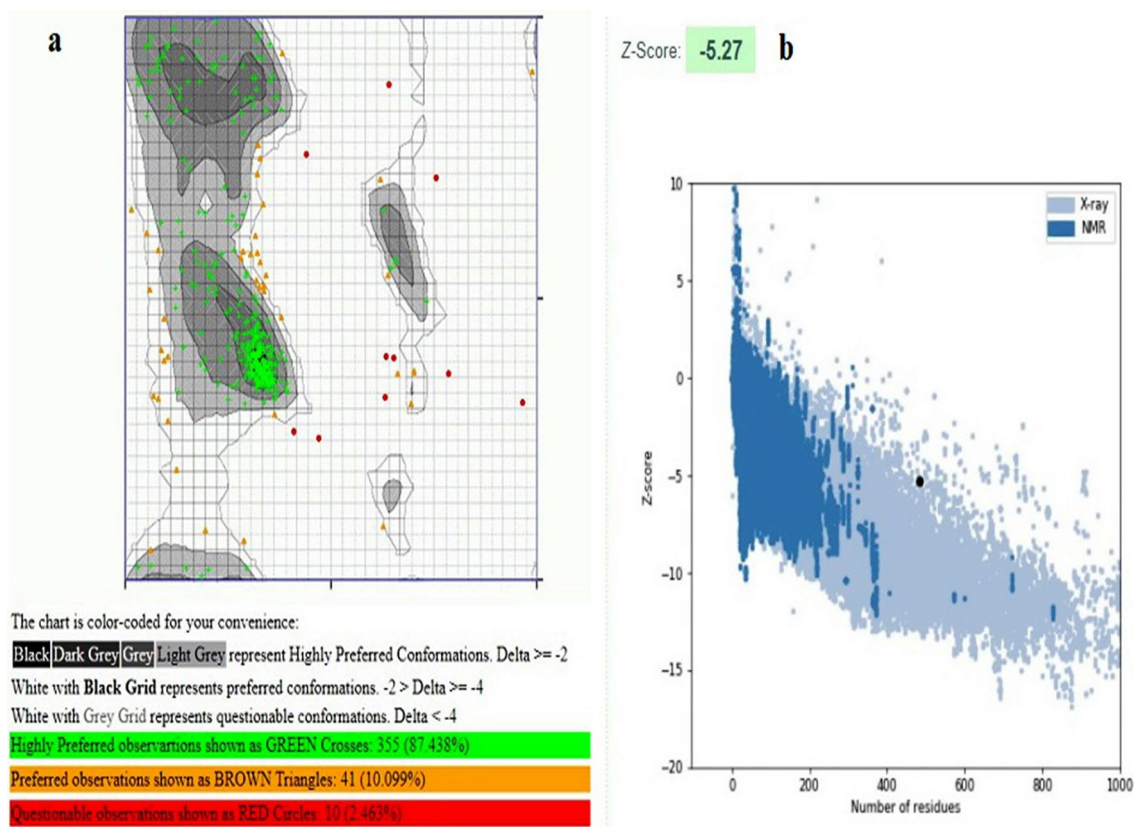 a
The chart is color-coded for your convenience:
Black Dark Grey Grey Light Grey represent Highly Preferred Conformations. Delta >= -2
White with Black Grid represents preferred conformations. -2 > Delta >= -4
White with Grey Grid represents questionable conformations. Delta < -4
Highly Preferred observartions shown as GREEN Crosses: 355 (87.438%)
Preferred observations shown as BROWN Triangles: 41 (10.099%)
Questionable observations shown as RED Circles: 10 (2.463%)
Z-Score: -5.27 b
X-ray
NMR
10
5
0
−5
−10
−15
−20
Z-score
0 200 400 600 800 1000
Number of residues